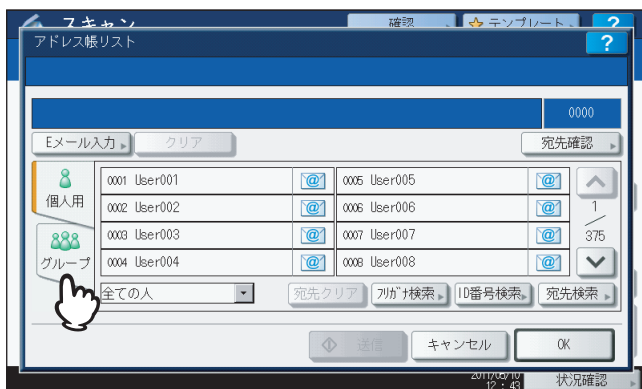 スキャン 確認 テンプレート ?
アドレス帳リスト ?
0000
Eメール入力 クリア 宛先確認
個人用
グループ
0001 User001 0005 User005
0002 User002 0006 User006
0003 User003 0007 User007
0004 User004 0008 User008
1
375
全ての人 宛先クリア フリガナ検索 ID番号検索 宛先検索
送信 キャンセル OK
2011/06/10
12:43 状況確認